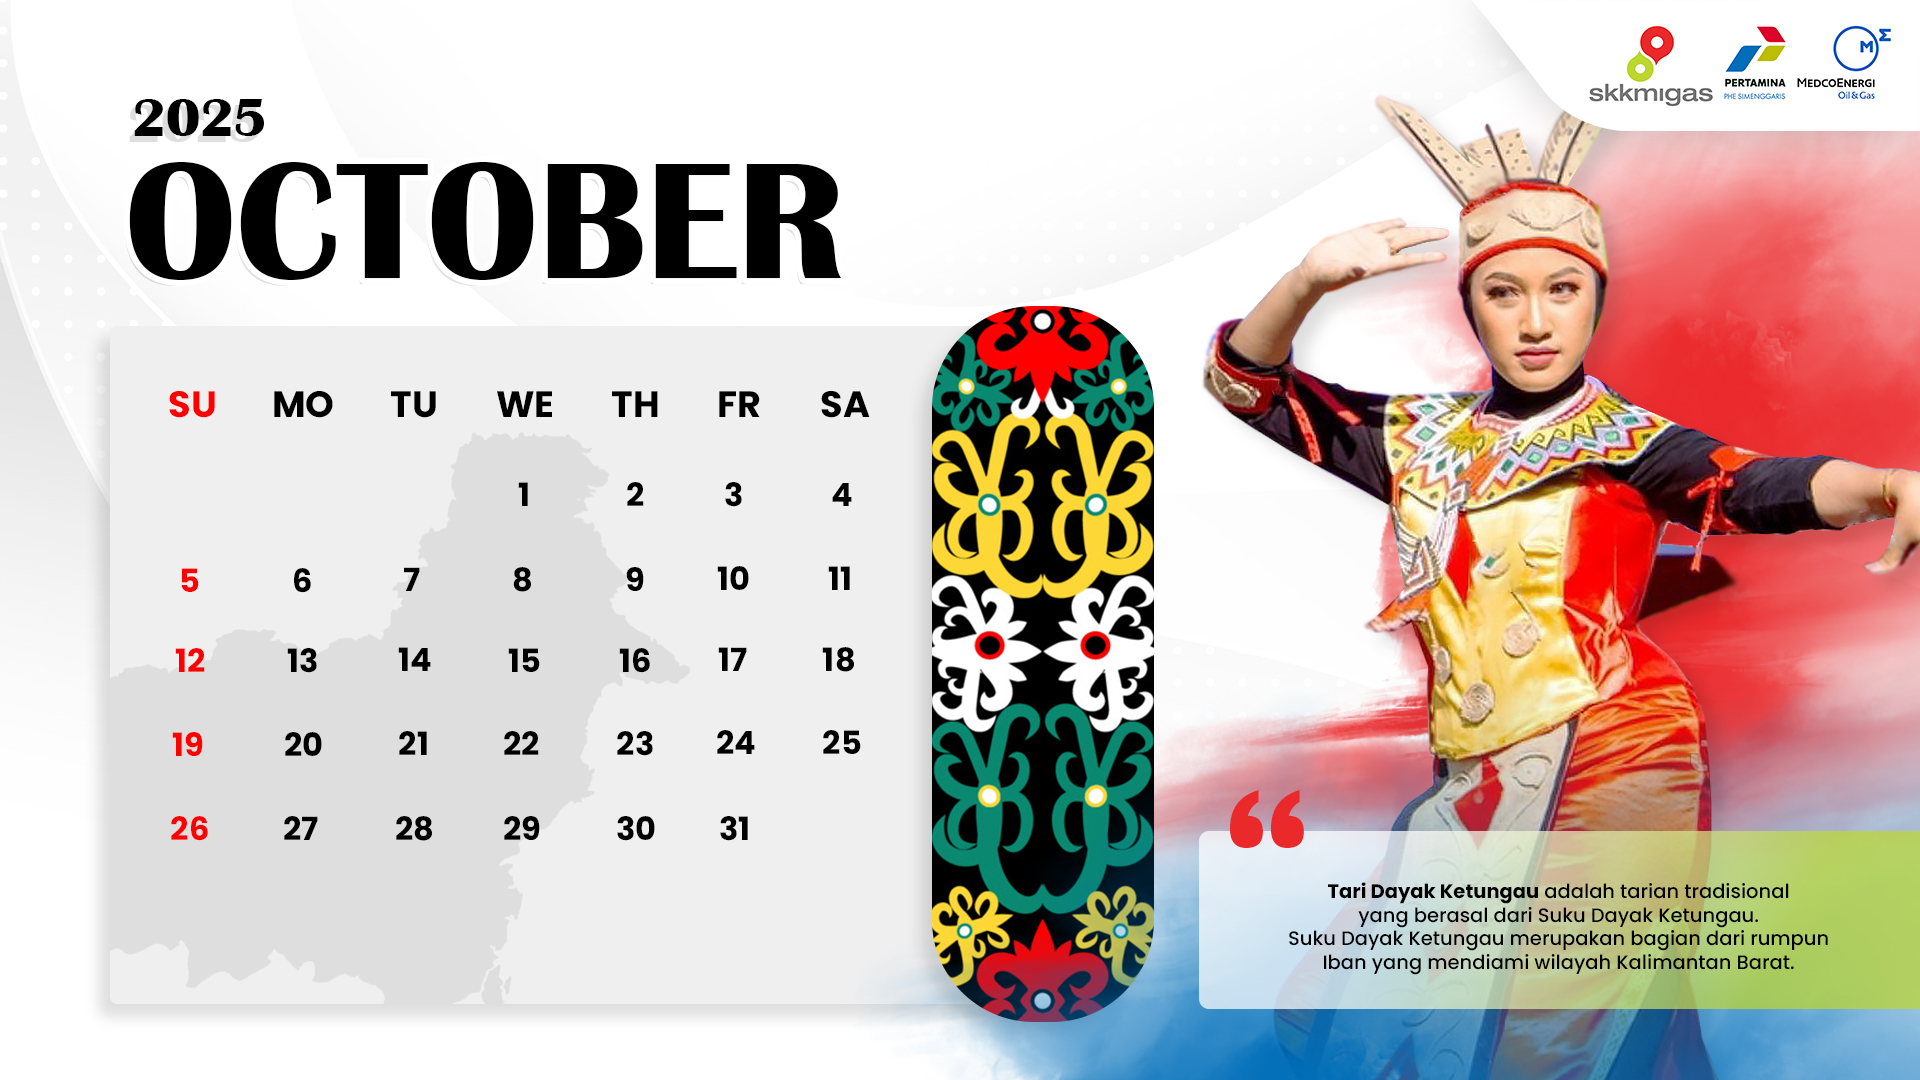 skkmigas
PERTAMINA
PHE SIMENGGARIS
M Σ
MEDCOENERGI
Oil & Gas
2025
OCTOBER
SU MO TU WE TH FR SA
1 2 3 4
5 6 7 8 9 10 11
12 13 14 15 16 17 18
19 20 21 22 23 24 25
26 27 28 29 30 31
“
Tari Dayak Ketungau adalah tarian tradisional
yang berasal dari Suku Dayak Ketungau.
Suku Dayak Ketungau merupakan bagian dari rumpun
Iban yang mendiami wilayah Kalimantan Barat.